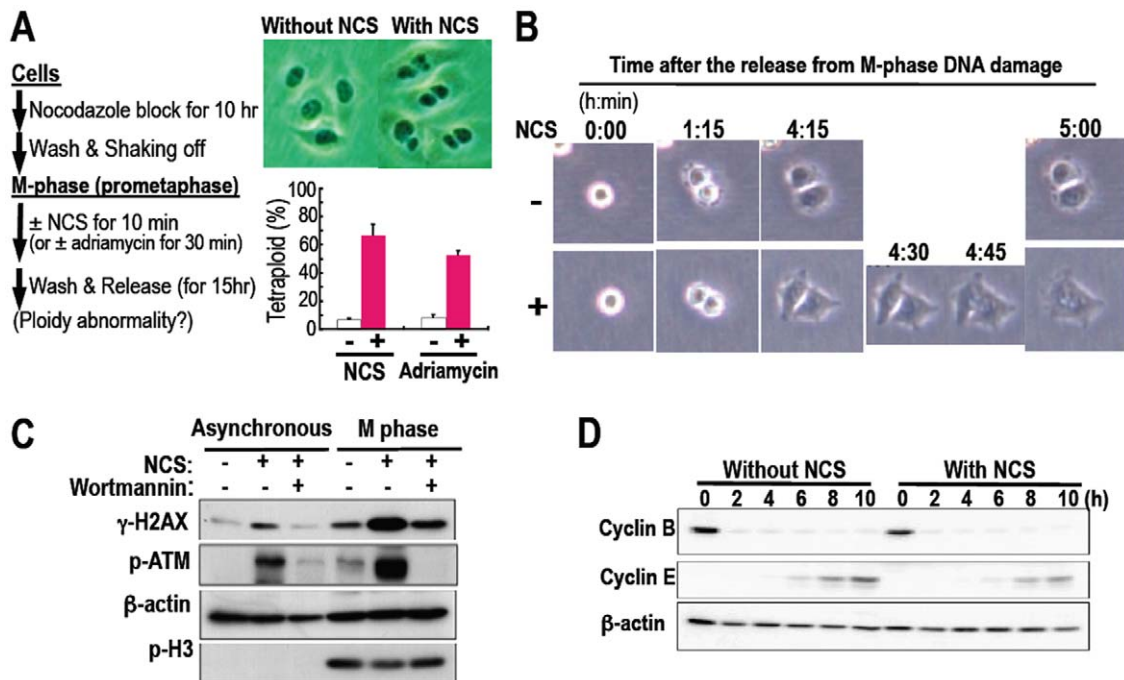 A
Cells
Nocodazole block for 10 hr
Wash & Shaking off
M-phase (prometaphase)
± NCS for 10 min
(or ± adriamycin for 30 min)
Wash & Release (for 15hr)
(Ploidy abnormality?)
Without NCS With NCS
Tetraploid (%)
100
80
60
40
20
0
- + - +
NCS Adriamycin
B
Time after the release from M-phase DNA damage
(h:min)
NCS 0:00 1:15 4:15 5:00
-
4:30 4:45
+
C
Asynchronous M phase
NCS: - + + - + +
Wortmannin: - - + - - +
γ-H2AX
p-ATM
β-actin
p-H3
D
Without NCS With NCS
0 2 4 6 8 10 0 2 4 6 8 10 (h)
Cyclin B
Cyclin E
β-actin